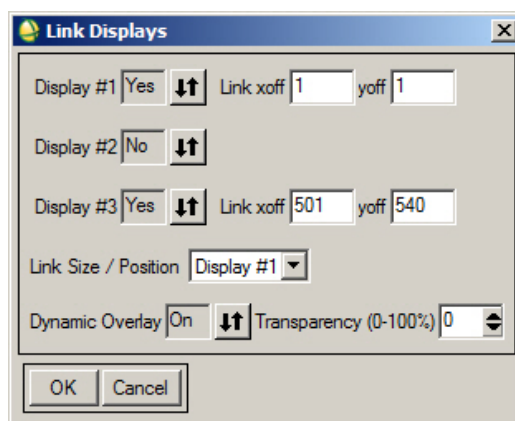 Link Displays
Display #1 Yes Link xoff 1 yoff 1
Display #2 No
Display #3 Yes Link xoff 501 yoff 540
Link Size / Position Display #1
Dynamic Overlay On Transparency (0-100%) 0
OK Cancel